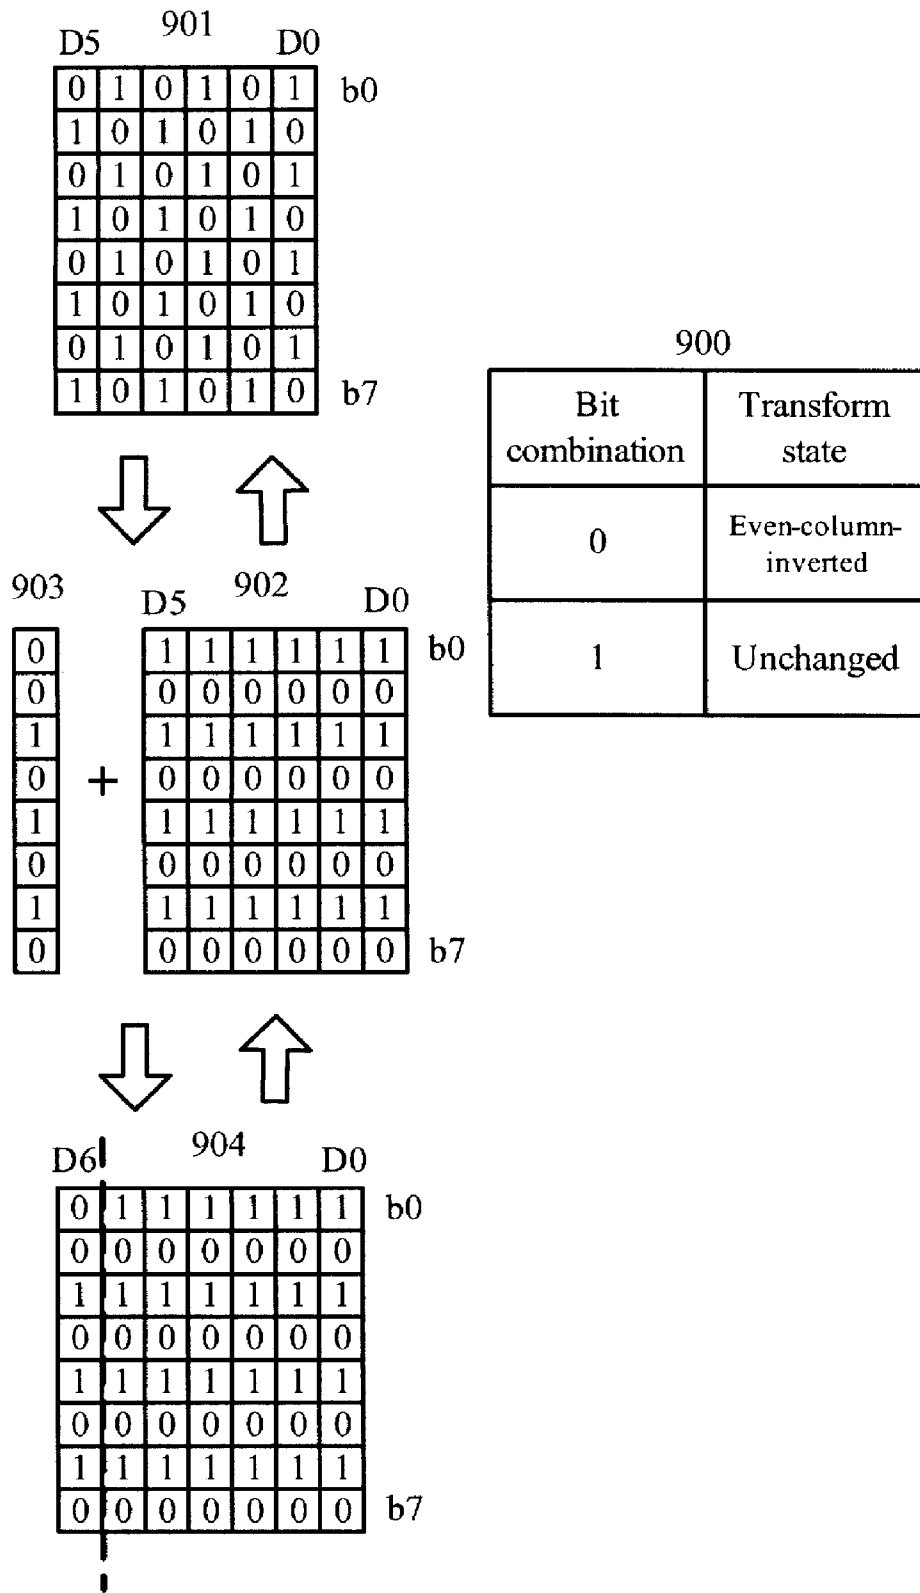 901
D5 D0
0 1 0 1 0 1 b0
1 0 1 0 1 0
0 1 0 1 0 1
1 0 1 0 1 0
0 1 0 1 0 1
1 0 1 0 1 0
0 1 0 1 0 1
1 0 1 0 1 0 b7
900
Bit combination Transform state
0 Even-column-inverted
1 Unchanged
903 902
D5 D0
0 1 1 1 1 1 1 b0
0 0 0 0 0 0 0
1 1 1 1 1 1 1
0 + 0 0 0 0 0 0
1 1 1 1 1 1 1
0 0 0 0 0 0 0
1 1 1 1 1 1 1
0 0 0 0 0 0 0 b7
904
D6 D0
0 1 1 1 1 1 1 b0
0 0 0 0 0 0 0
1 1 1 1 1 1 1
0 0 0 0 0 0 0
1 1 1 1 1 1 1
0 0 0 0 0 0 0
1 1 1 1 1 1 1
0 0 0 0 0 0 0 b7